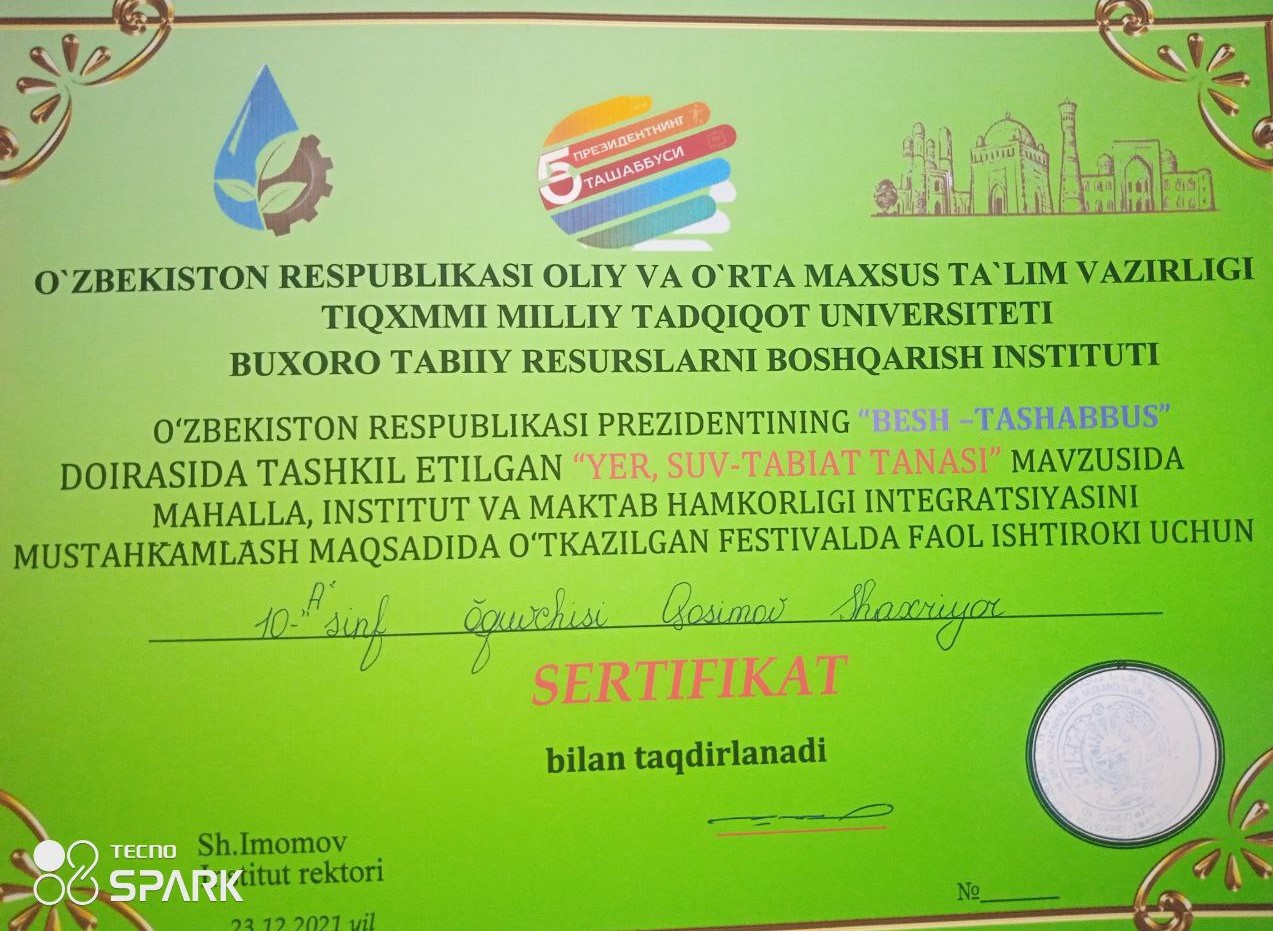 5 ПРЕЗИДЕНТНИНГ
ТАШАББУСИ
O`ZBEKISTON RESPUBLIKASI OLIY VA O`RTA MAXSUS TA`LIM VAZIRLIGI
TIQXMMI MILLIY TADQIQOT UNIVERSITETI
BUXORO TABIIY RESURSLARNI BOSHQARISH INSTITUTI
O‘ZBEKISTON RESPUBLIKASI PREZIDENTINING “BESH –TASHABBUS”
DOIRASIDA TASHKIL ETILGAN “YER, SUV-TABIAT TANASI” MAVZUSIDA
MAHALLA, INSTITUT VA MAKTAB HAMKORLIGI INTEGRATSIYASINI
MUSTAHKAMLASH MAQSADIDA O‘TKAZILGAN FESTIVALDA FAOL ISHTIROKI UCHUN
10-"A" sinf õquvchisi Qosimov Shaxriyor
SERTIFIKAT
bilan taqdirlanadi
Sh.Imomov
Institut rektori
23.12.2021 yil
№
TECNO
SPARK